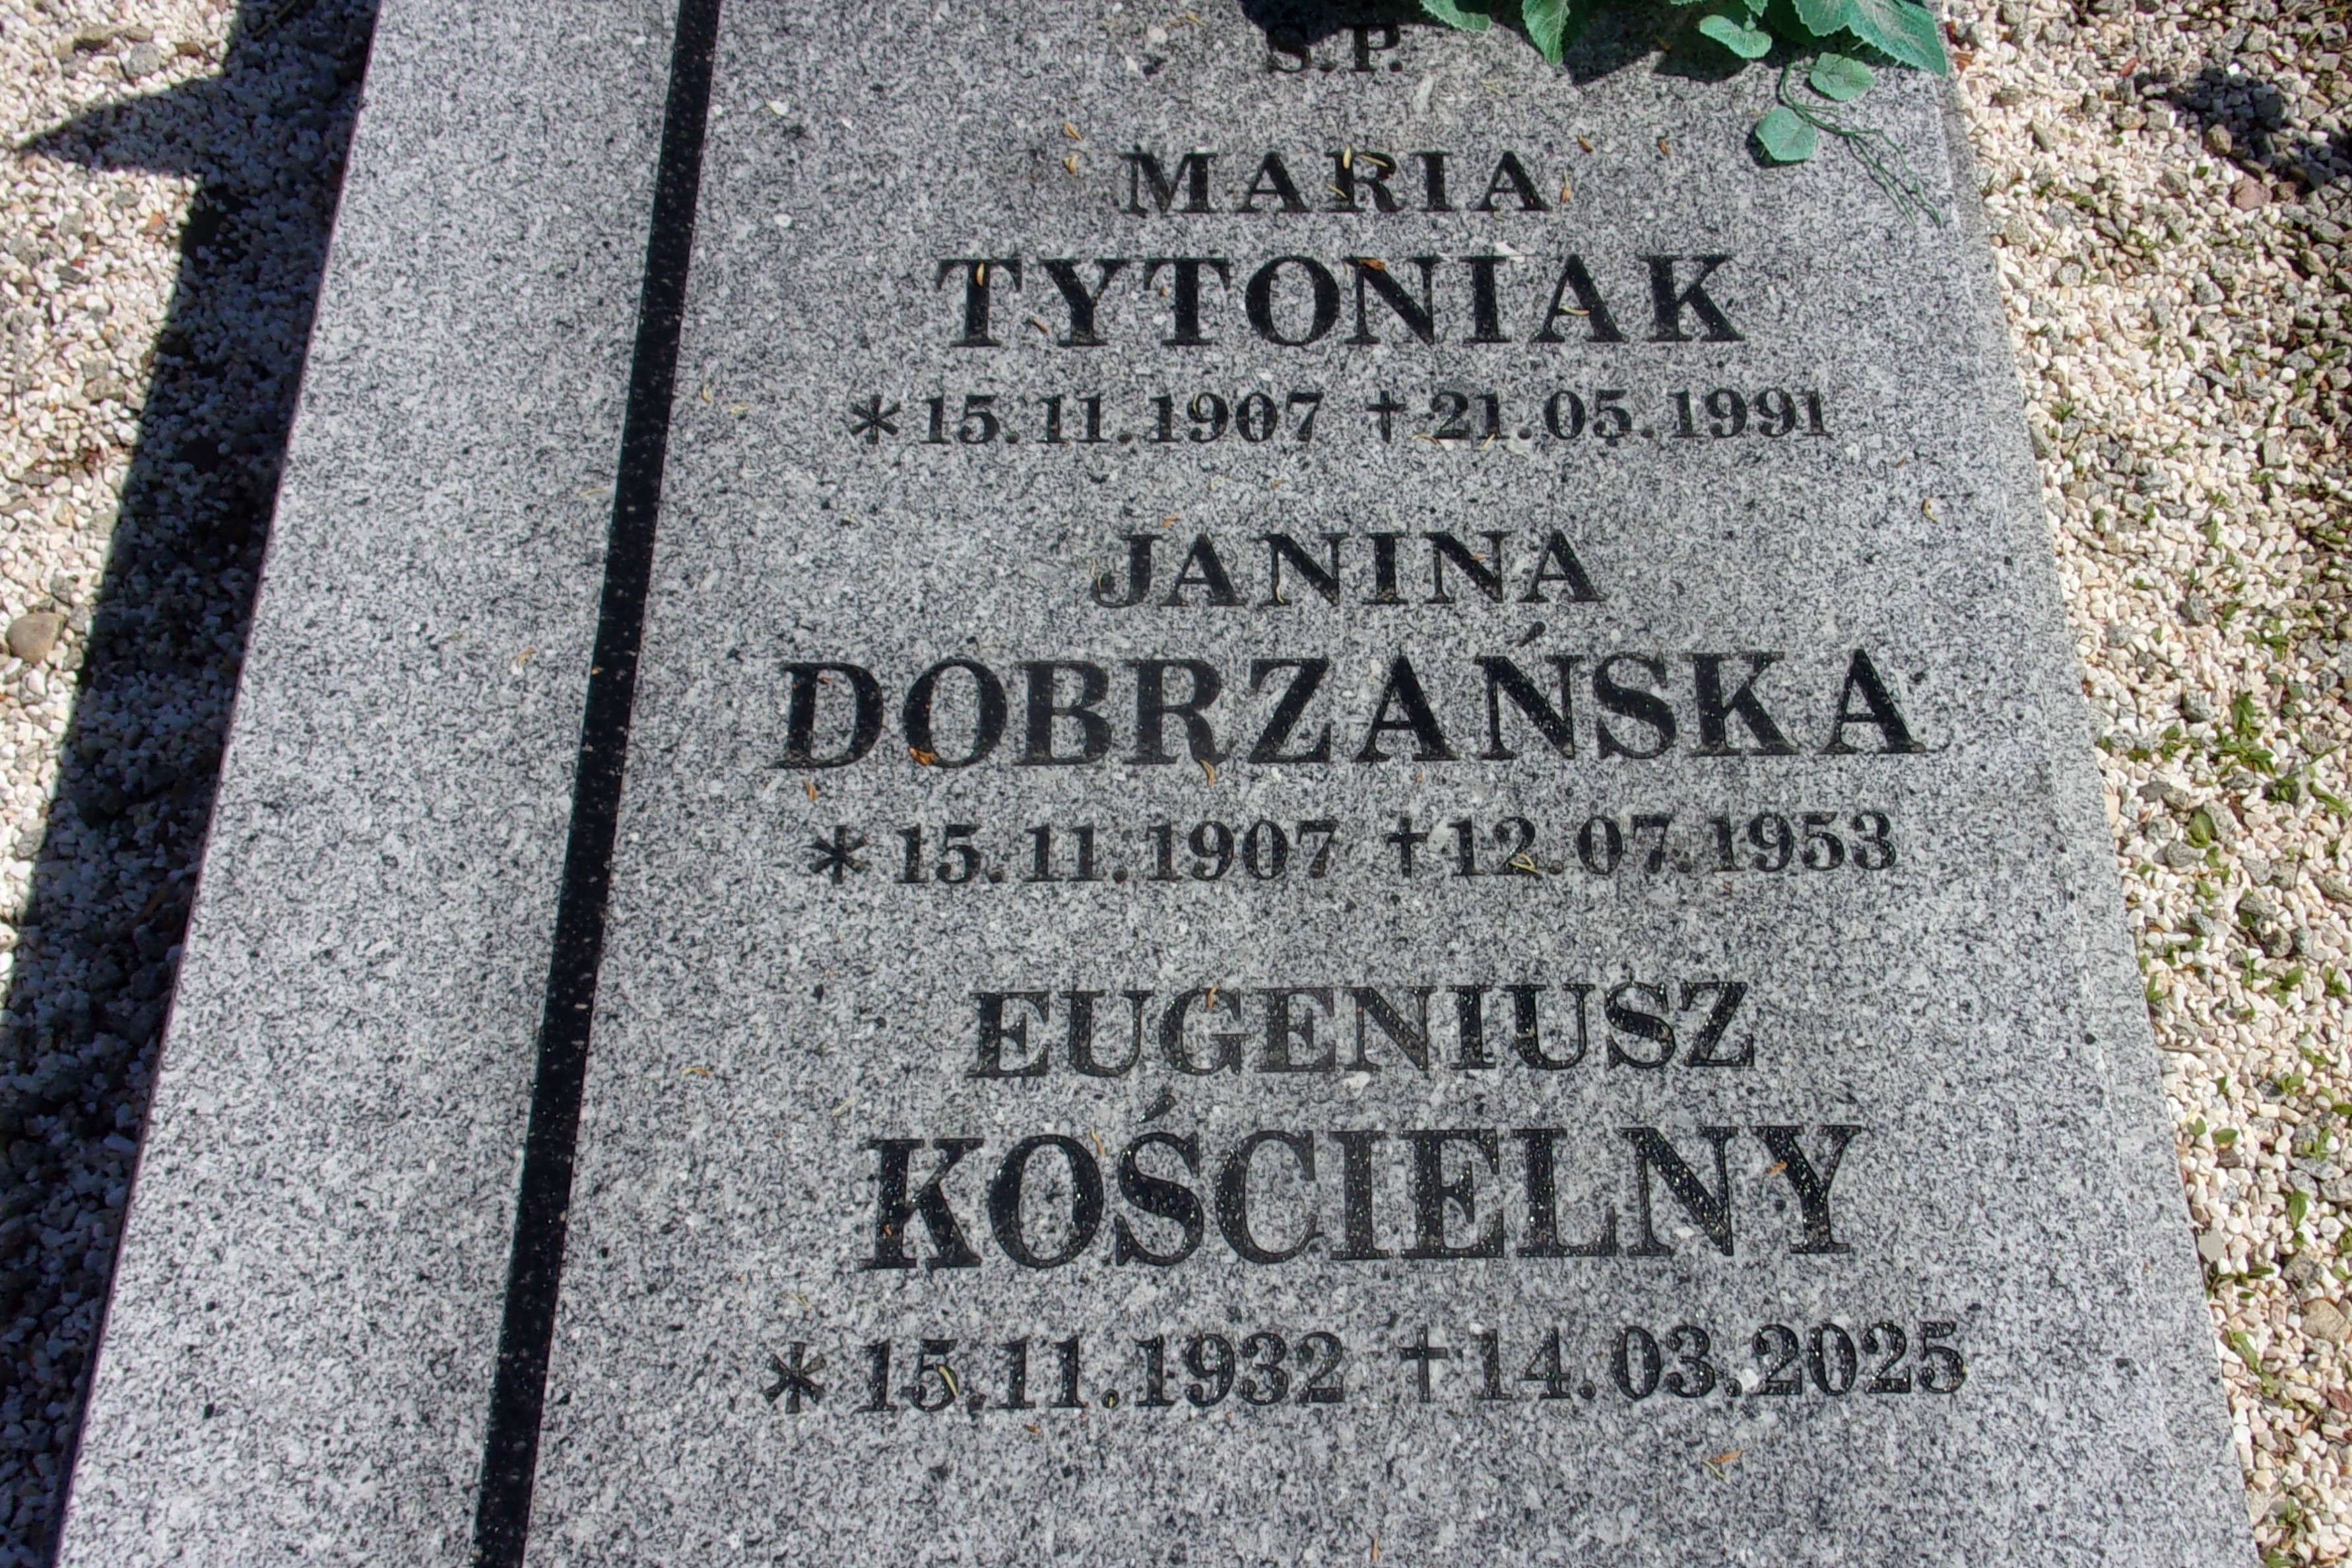 Ś.P.
MARIA
TYTONIAK
*15.11.1907 †21.05.1991
JANINA
DOBRZAŃSKA
*15.11.1907 †12.07.1953
EUGENIUSZ
KOŚCIELNY
*15.11.1932 †14.03.2025